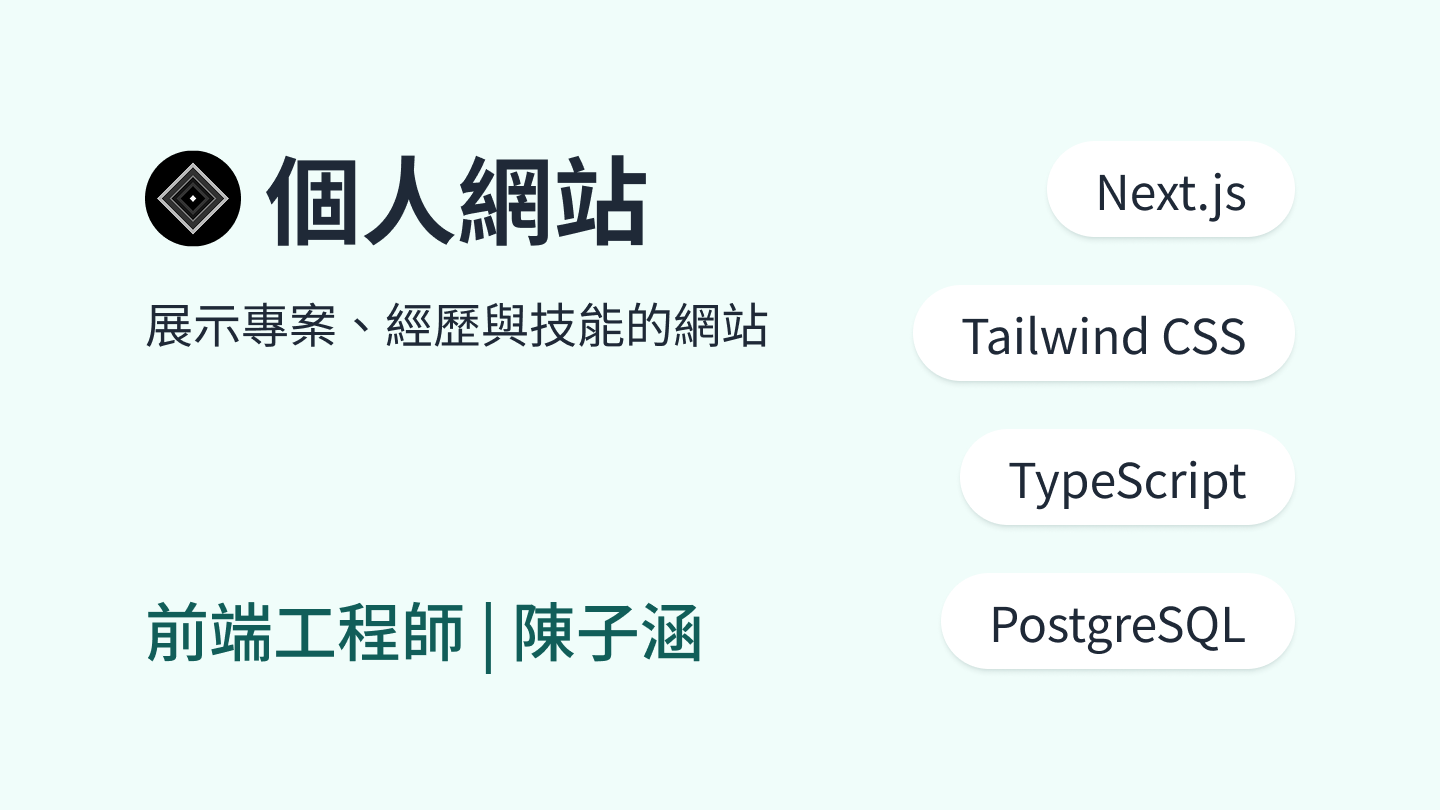 個人網站
展示專案、經歷與技能的網站
前端工程師 | 陳子涵
Next.js
Tailwind CSS
TypeScript
PostgreSQL